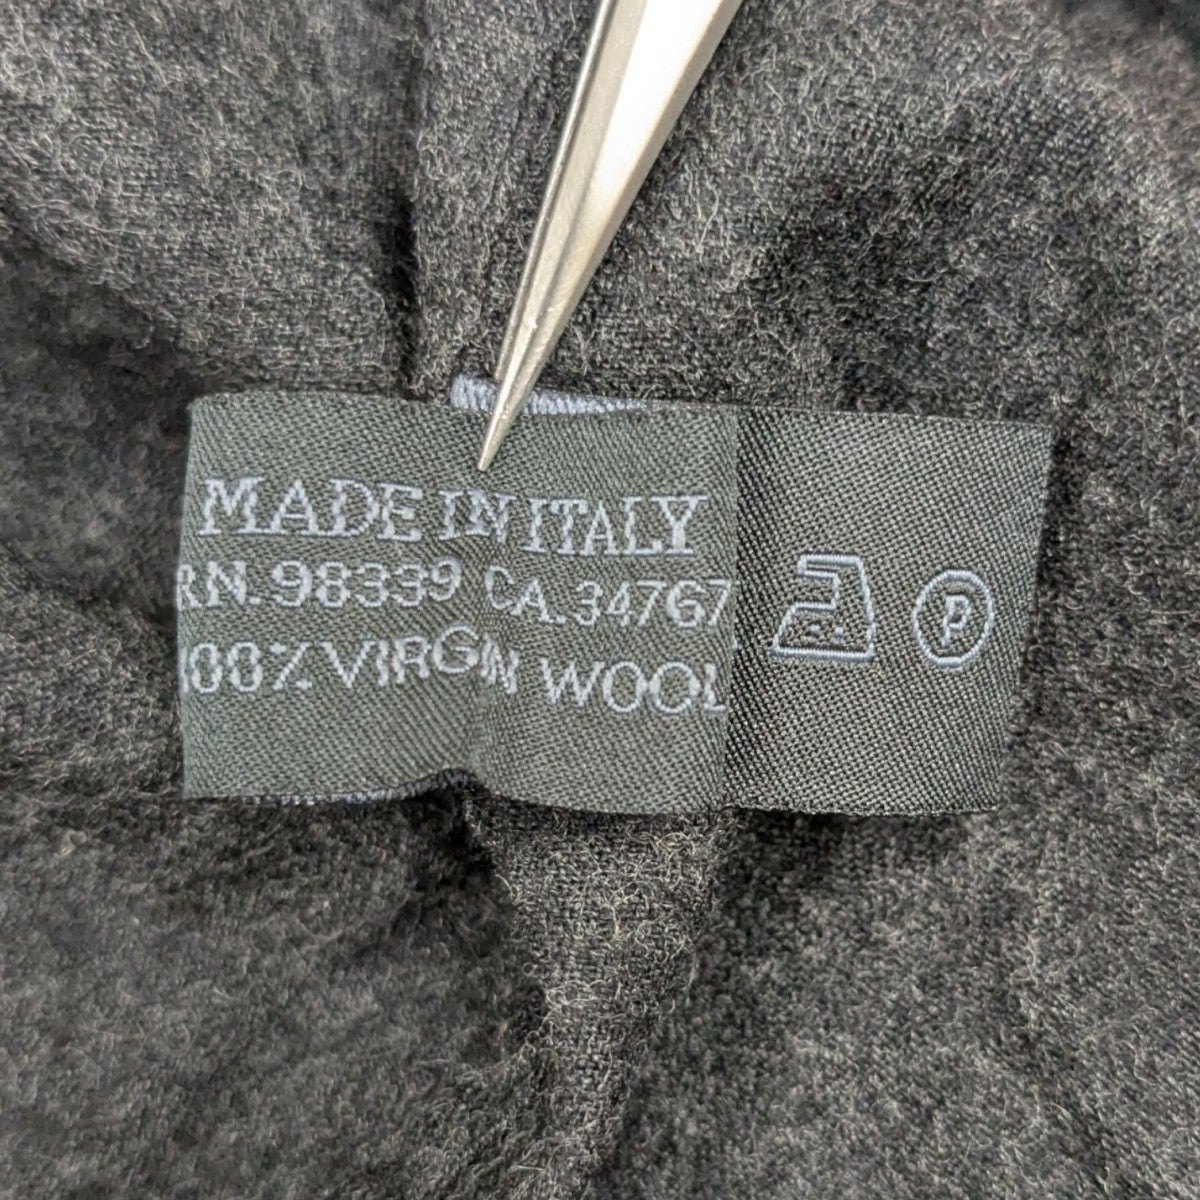 MADE IN ITALY
RN. 98339 CA. 34767
100% VIRGIN WOOL
P